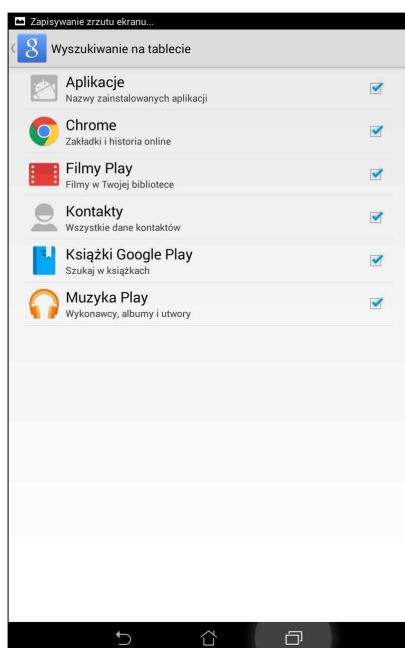 Zapisywanie zrzutu ekranu...
Wyszukiwanie na tablecie
Aplikacje
Nazwy zainstalowanych aplikacji
Chrome
Zakładki i historia online
Filmy Play
Filmy w Twojej bibliotece
Kontakty
Wszystkie dane kontaktów
Książki Google Play
Szukaj w książkach
Muzyka Play
Wykonawcy, albumy i utwory